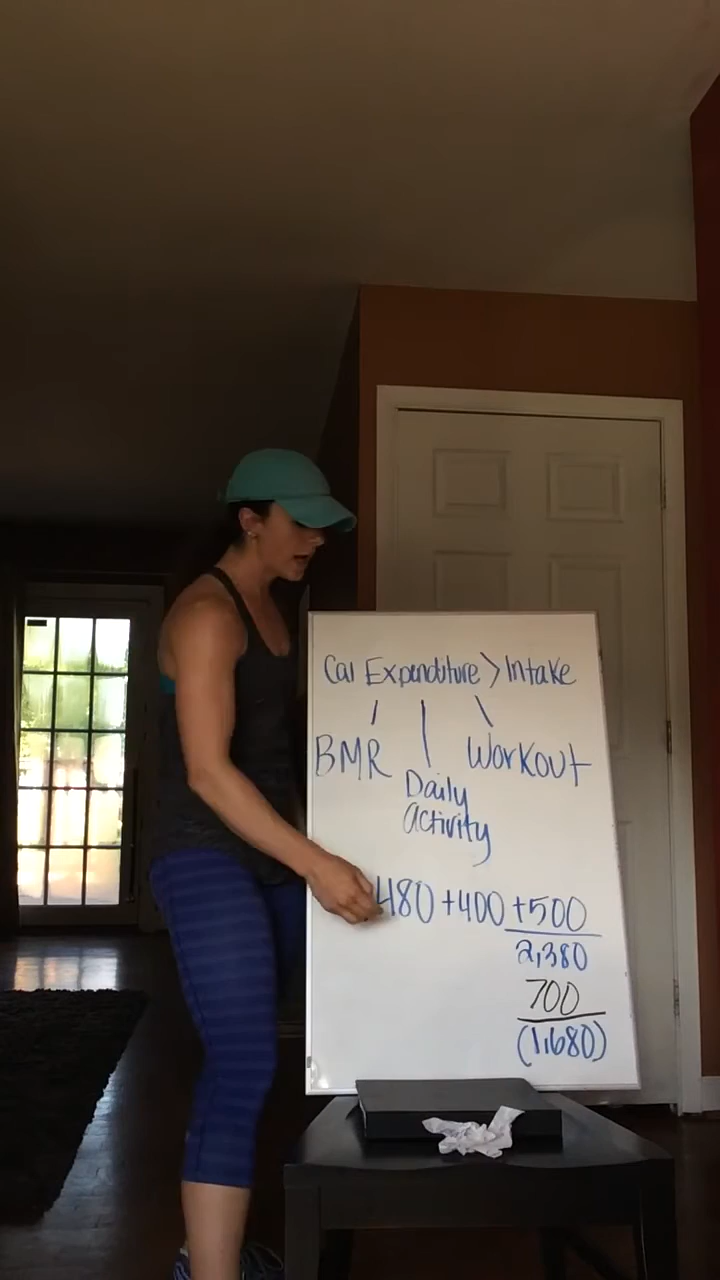 Cal Expenditure > Intake
BMR
Daily
Activity
Workout
480 + 400 + 500
2,380
700
(1,680)